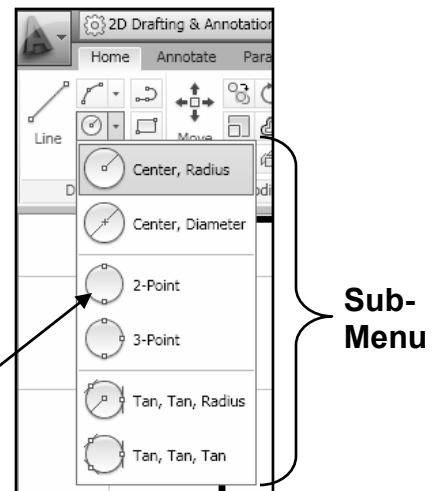 2D Drafting & Annotation
Home Annotate Para
Line Move
Center, Radius
Center, Diameter
2-Point
3-Point
Tan, Tan, Radius
Tan, Tan, Tan
Sub-
Menu